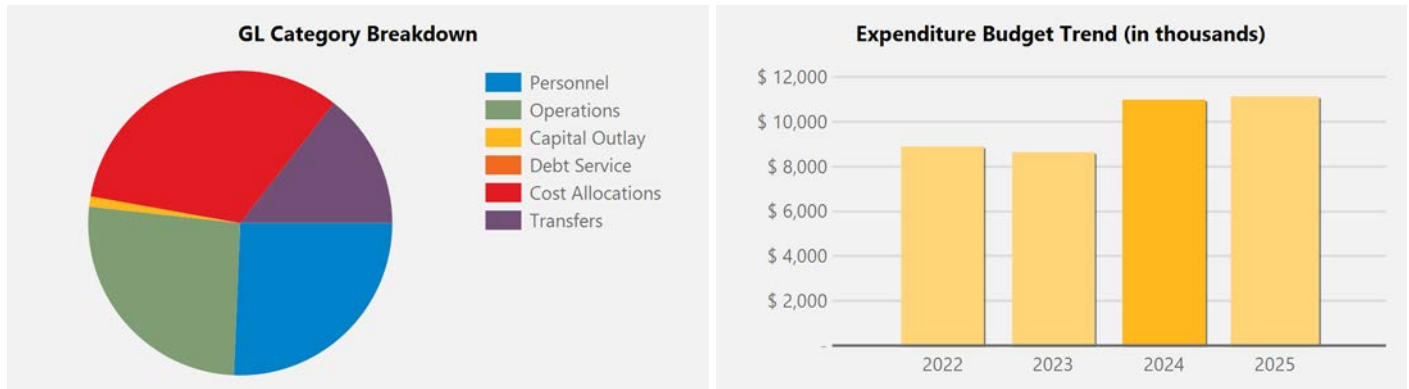 GL Category Breakdown
Personnel
Operations
Capital Outlay
Debt Service
Cost Allocations
Transfers
Expenditure Budget Trend (in thousands)
$ 12,000
$ 10,000
$ 8,000
$ 6,000
$ 4,000
$ 2,000
-
2022 2023 2024 2025